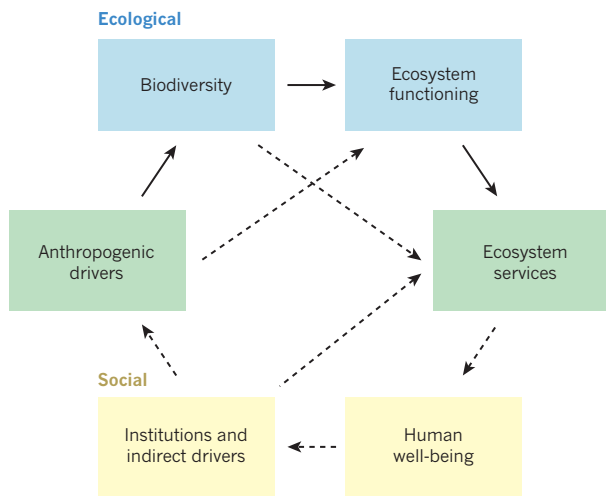 Ecological
Biodiversity
Ecosystem
functioning
Anthropogenic
drivers
Ecosystem
services
Social
Institutions and
indirect drivers
Human
well-being